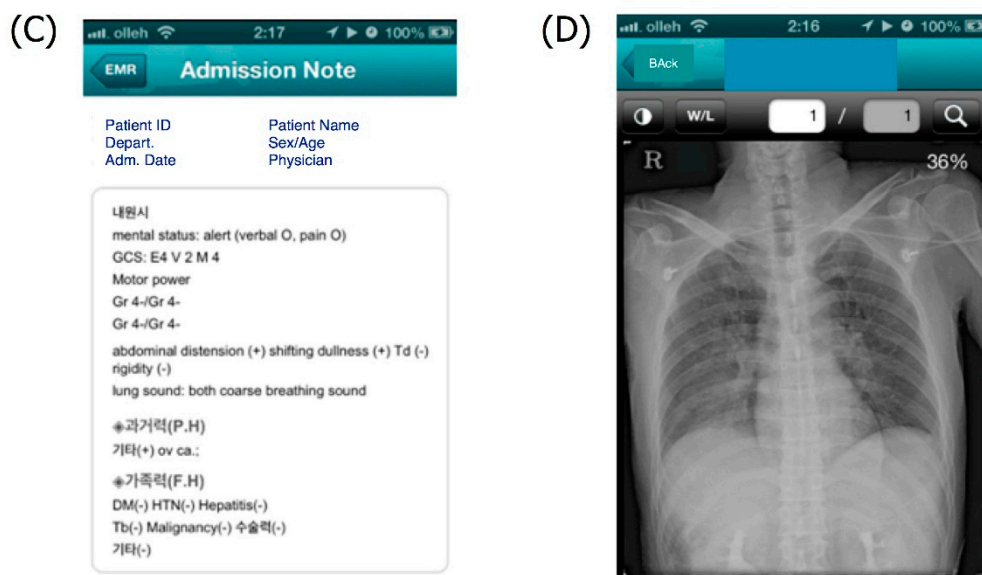 (C)
olleh 2:17 100%
EMR Admission Note
Patient ID Patient Name
Depart. Sex/Age
Adm. Date Physician
내원시
mental status: alert (verbal O, pain O)
GCS: E4 V 2 M 4
Motor power
Gr 4-/Gr 4-
Gr 4-/Gr 4-
abdominal distension (+) shifting dullness (+) Td (-)
rigidity (-)
lung sound: both coarse breathing sound
◈과거력(P.H)
기타(+) ov ca.;
◈가족력(F.H)
DM(-) HTN(-) Hepatitis(-)
Tb(-) Malignancy(-) 수술력(-)
기타(-)
(D)
olleh 2:16 100%
BAck
W/L 1 / 1
R 36%